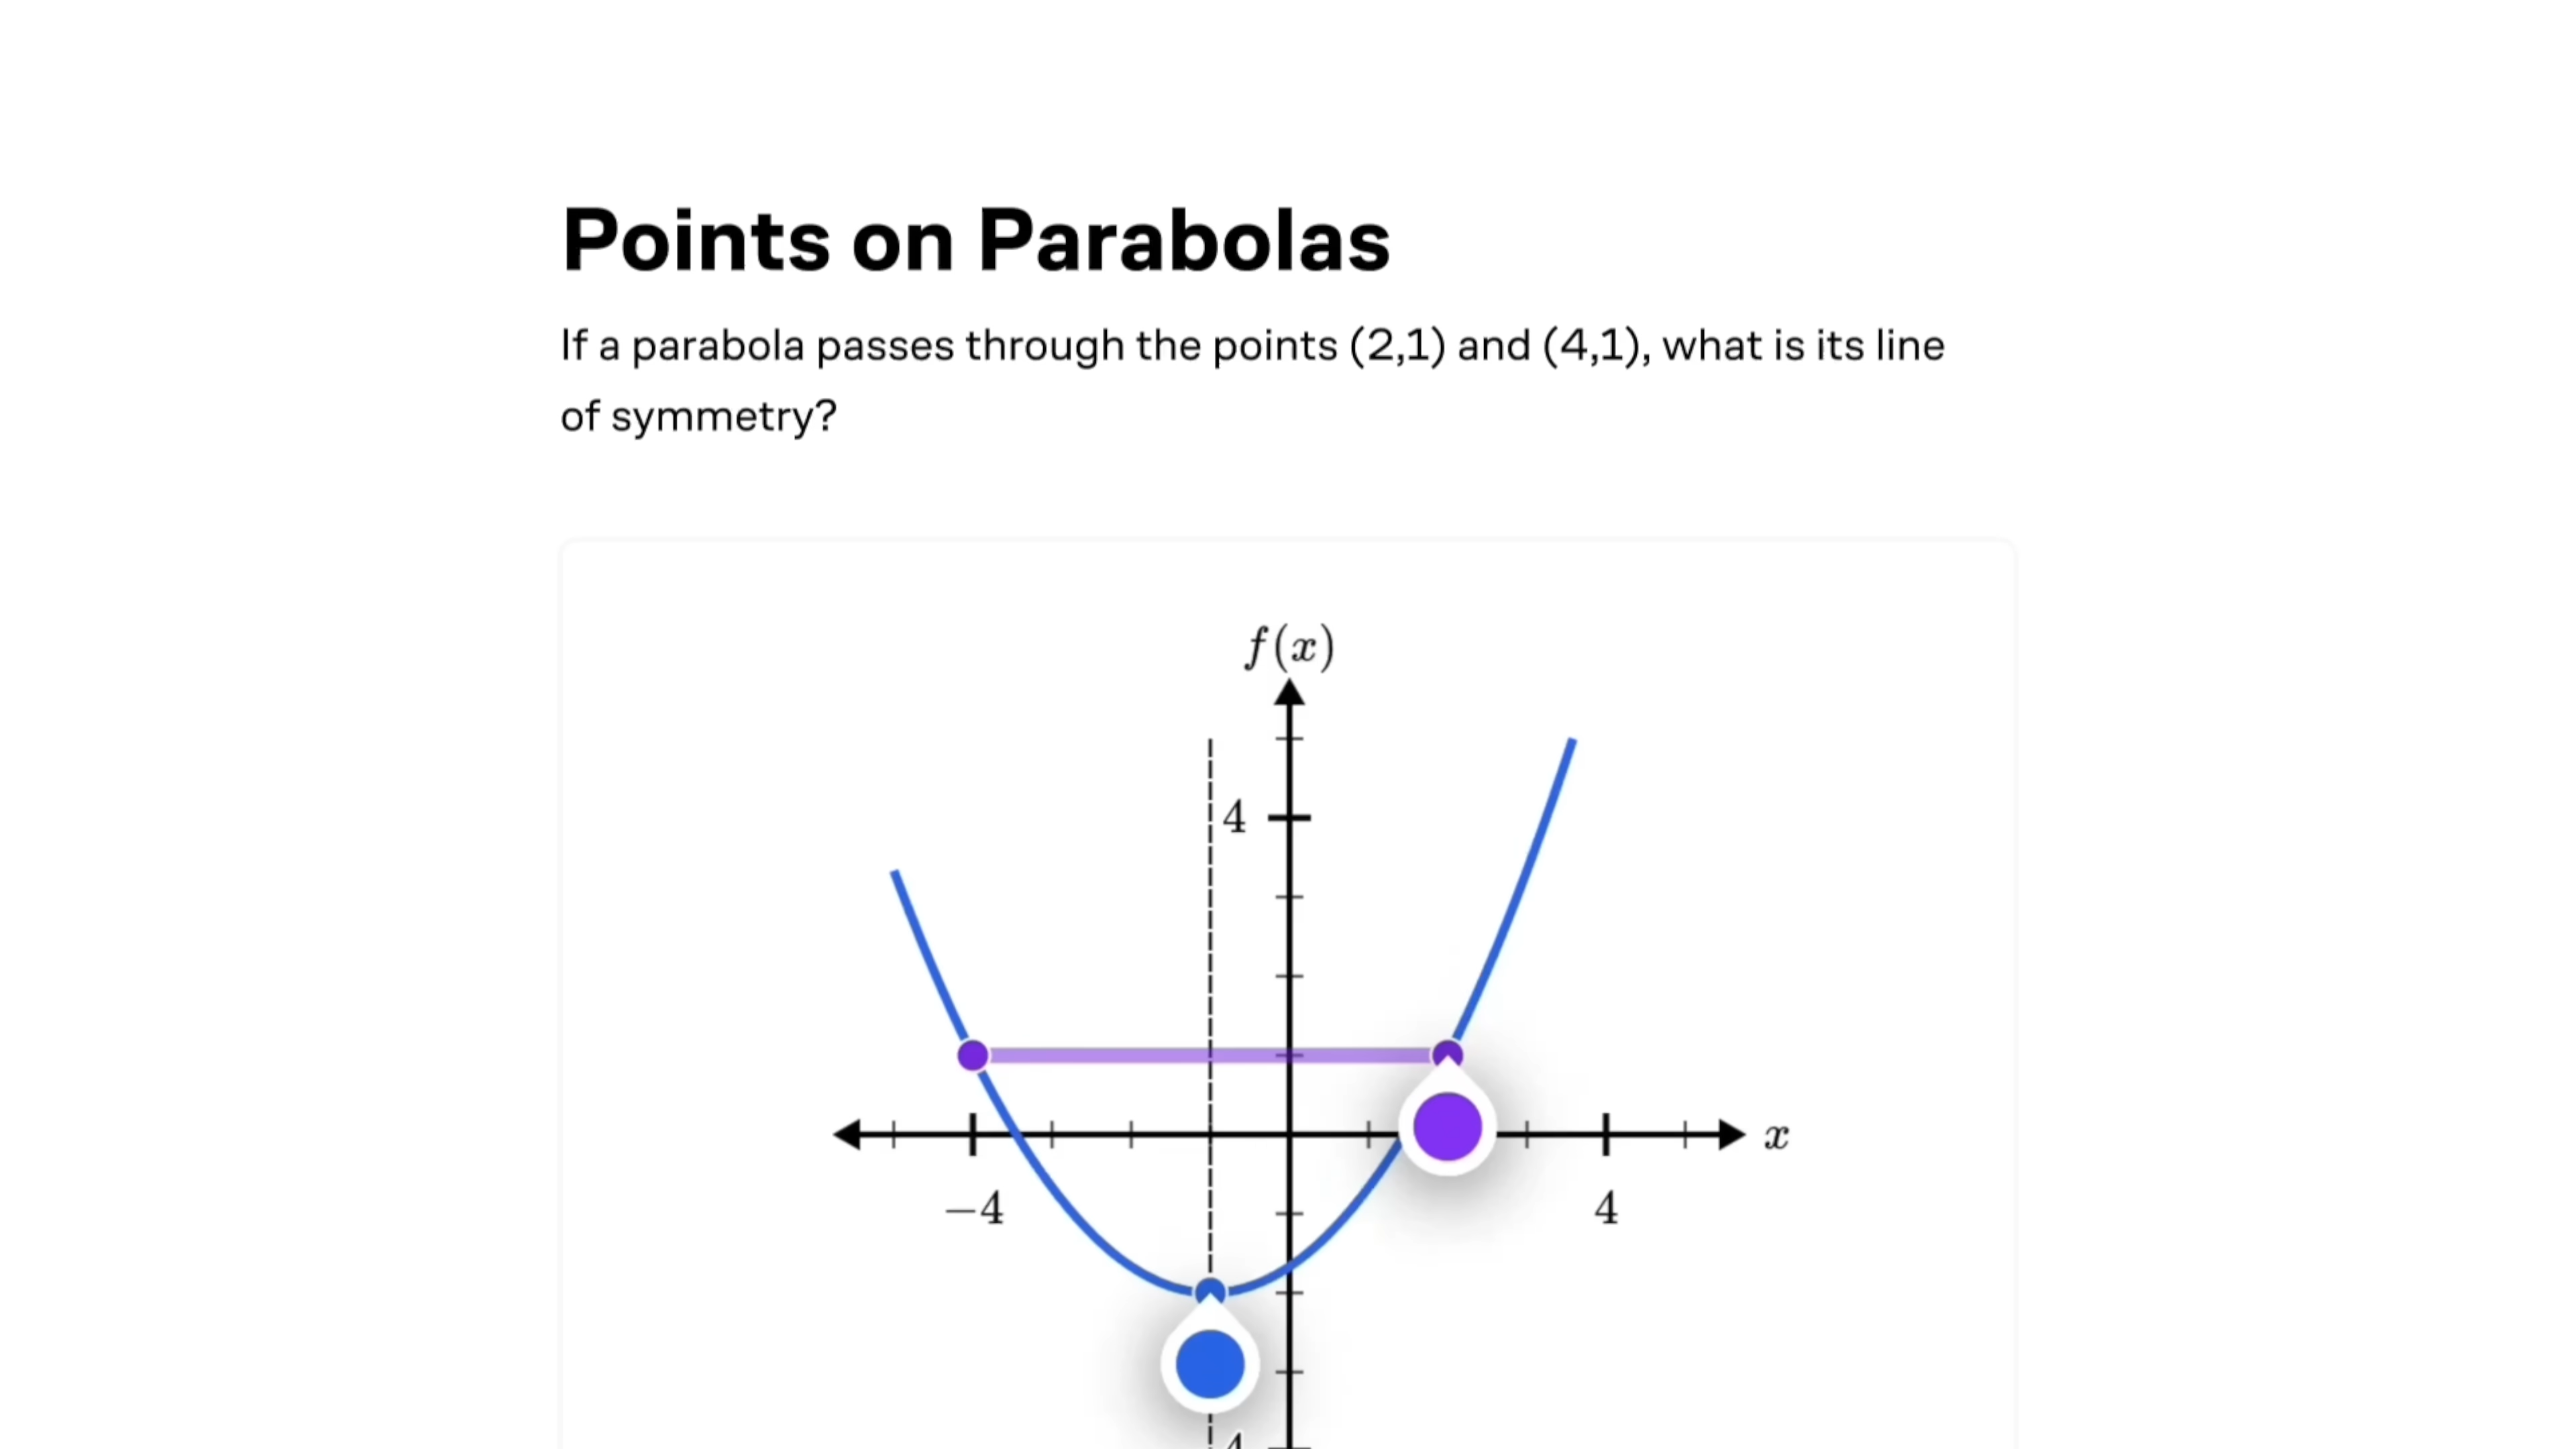 Points on Parabolas
If a parabola passes through the points (2,1) and (4,1), what is its line
of symmetry?
f(x)
4
x
−4
4